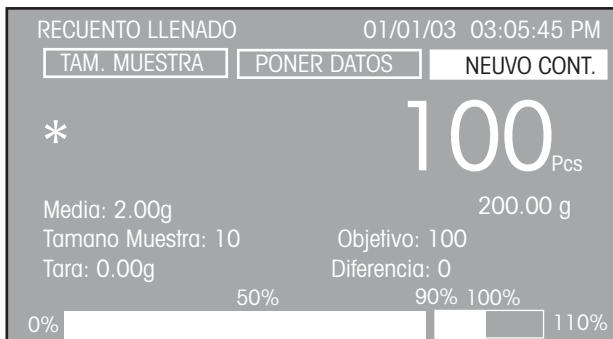 RECUENTO LLENADO 01/01/03 03:05:45 PM
TAM. MUESTRA PONER DATOS NEUVO CONT.
* 100 Pcs
Media: 2.00g 200.00 g
Tamano Muestra: 10 Objetivo: 100
Tara: 0.00g Diferencia: 0
50% 90% 100%
0% 110%